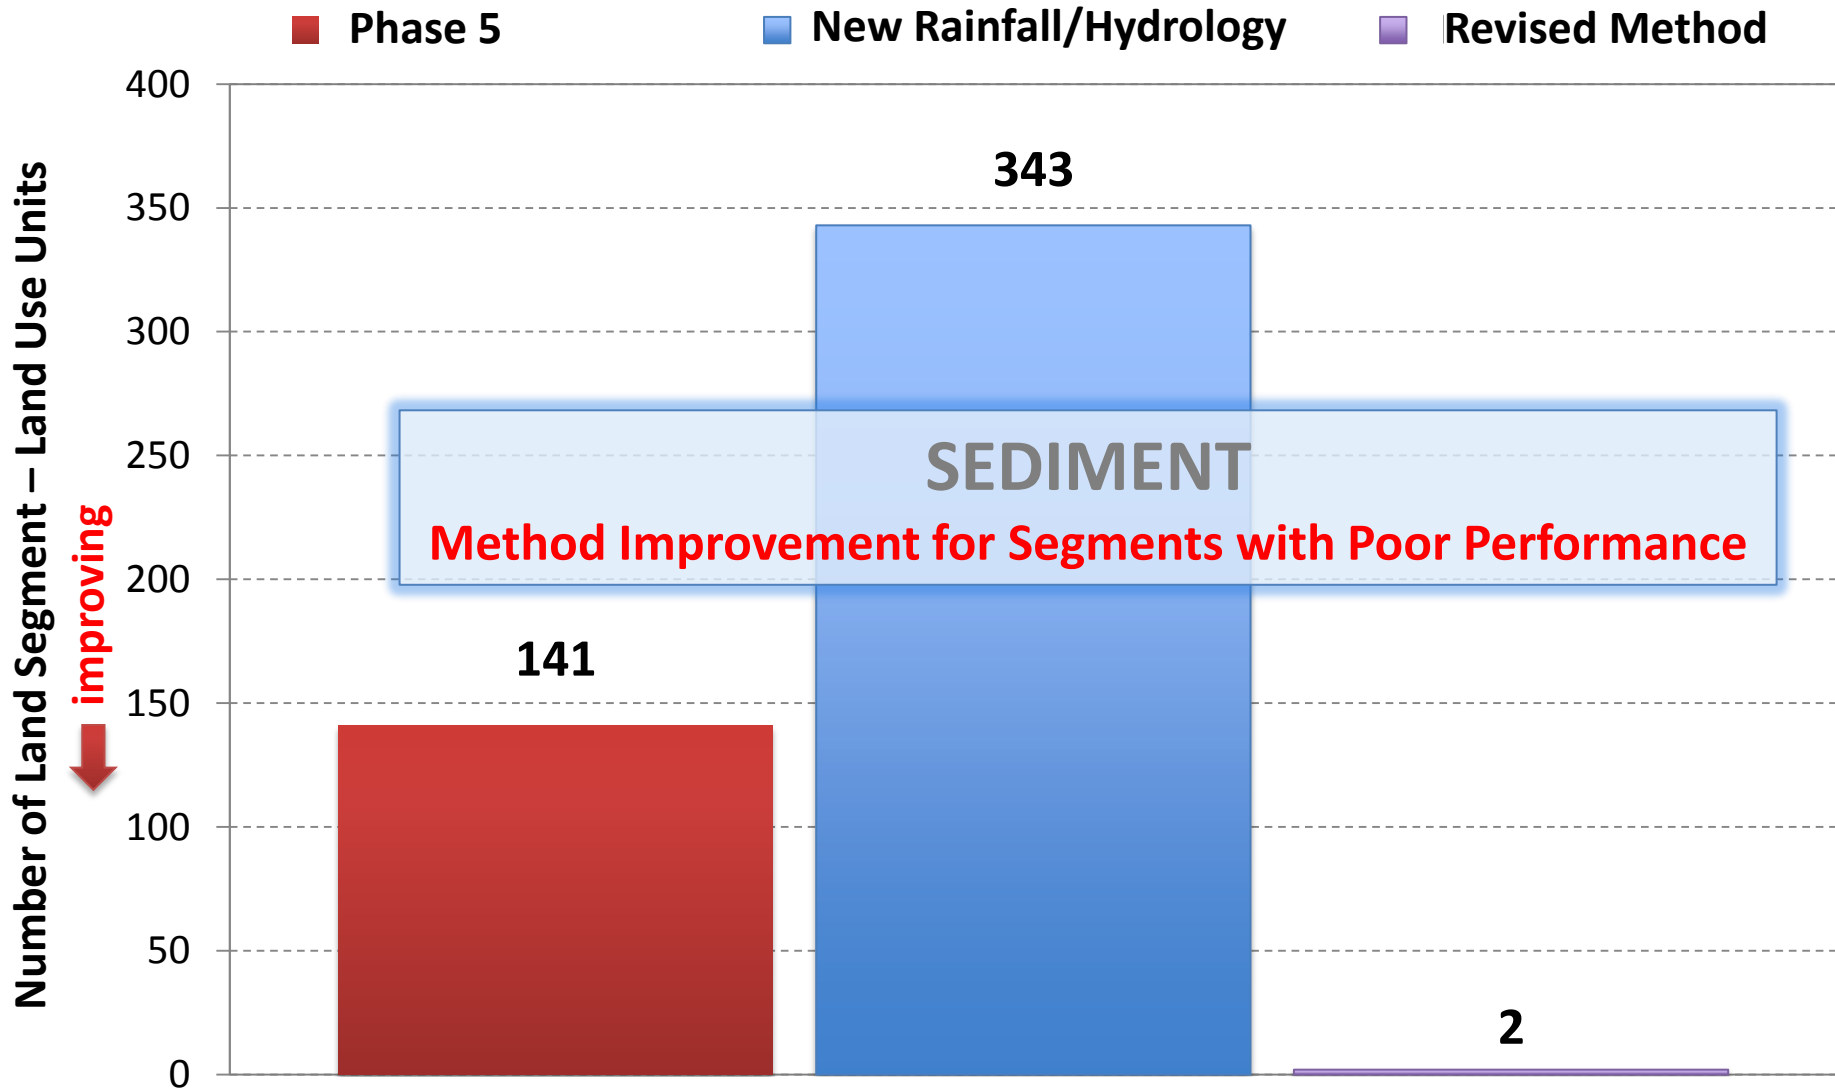 Phase 5
New Rainfall/Hydrology
Revised Method
Number of Land Segment – Land Use Units
improving
400
350
300
250
200
150
100
50
0
343
SEDIMENT
Method Improvement for Segments with Poor Performance
141
2